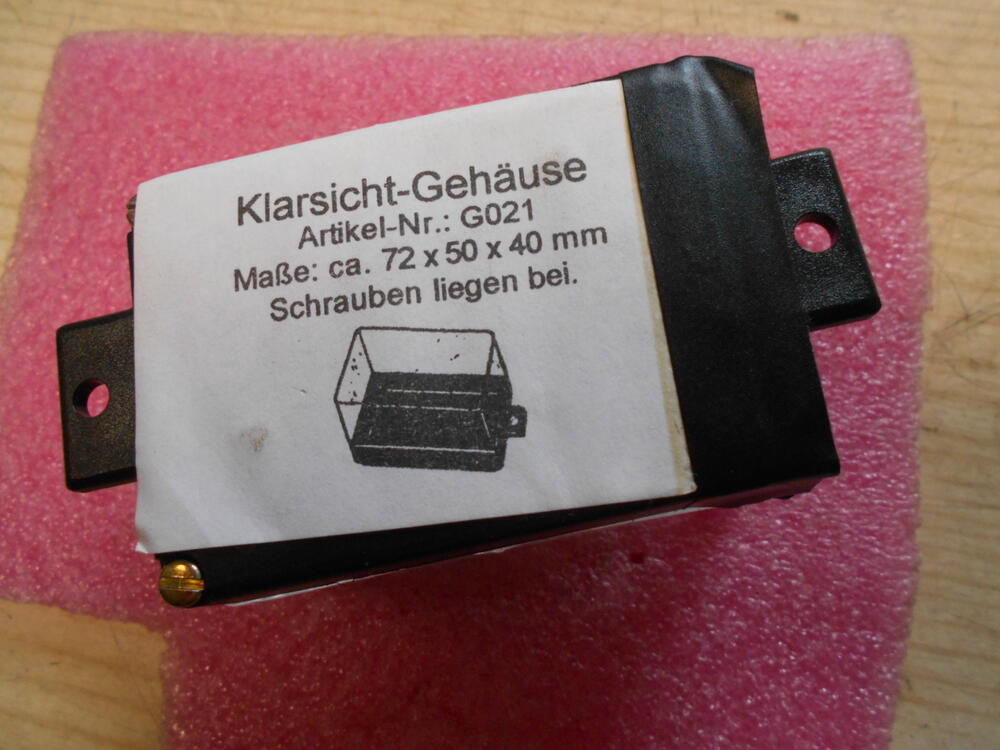 Klarsicht-Gehäuse
Artikel-Nr.: G021
Maße: ca. 72 x 50 x 40 mm
Schrauben liegen bei.